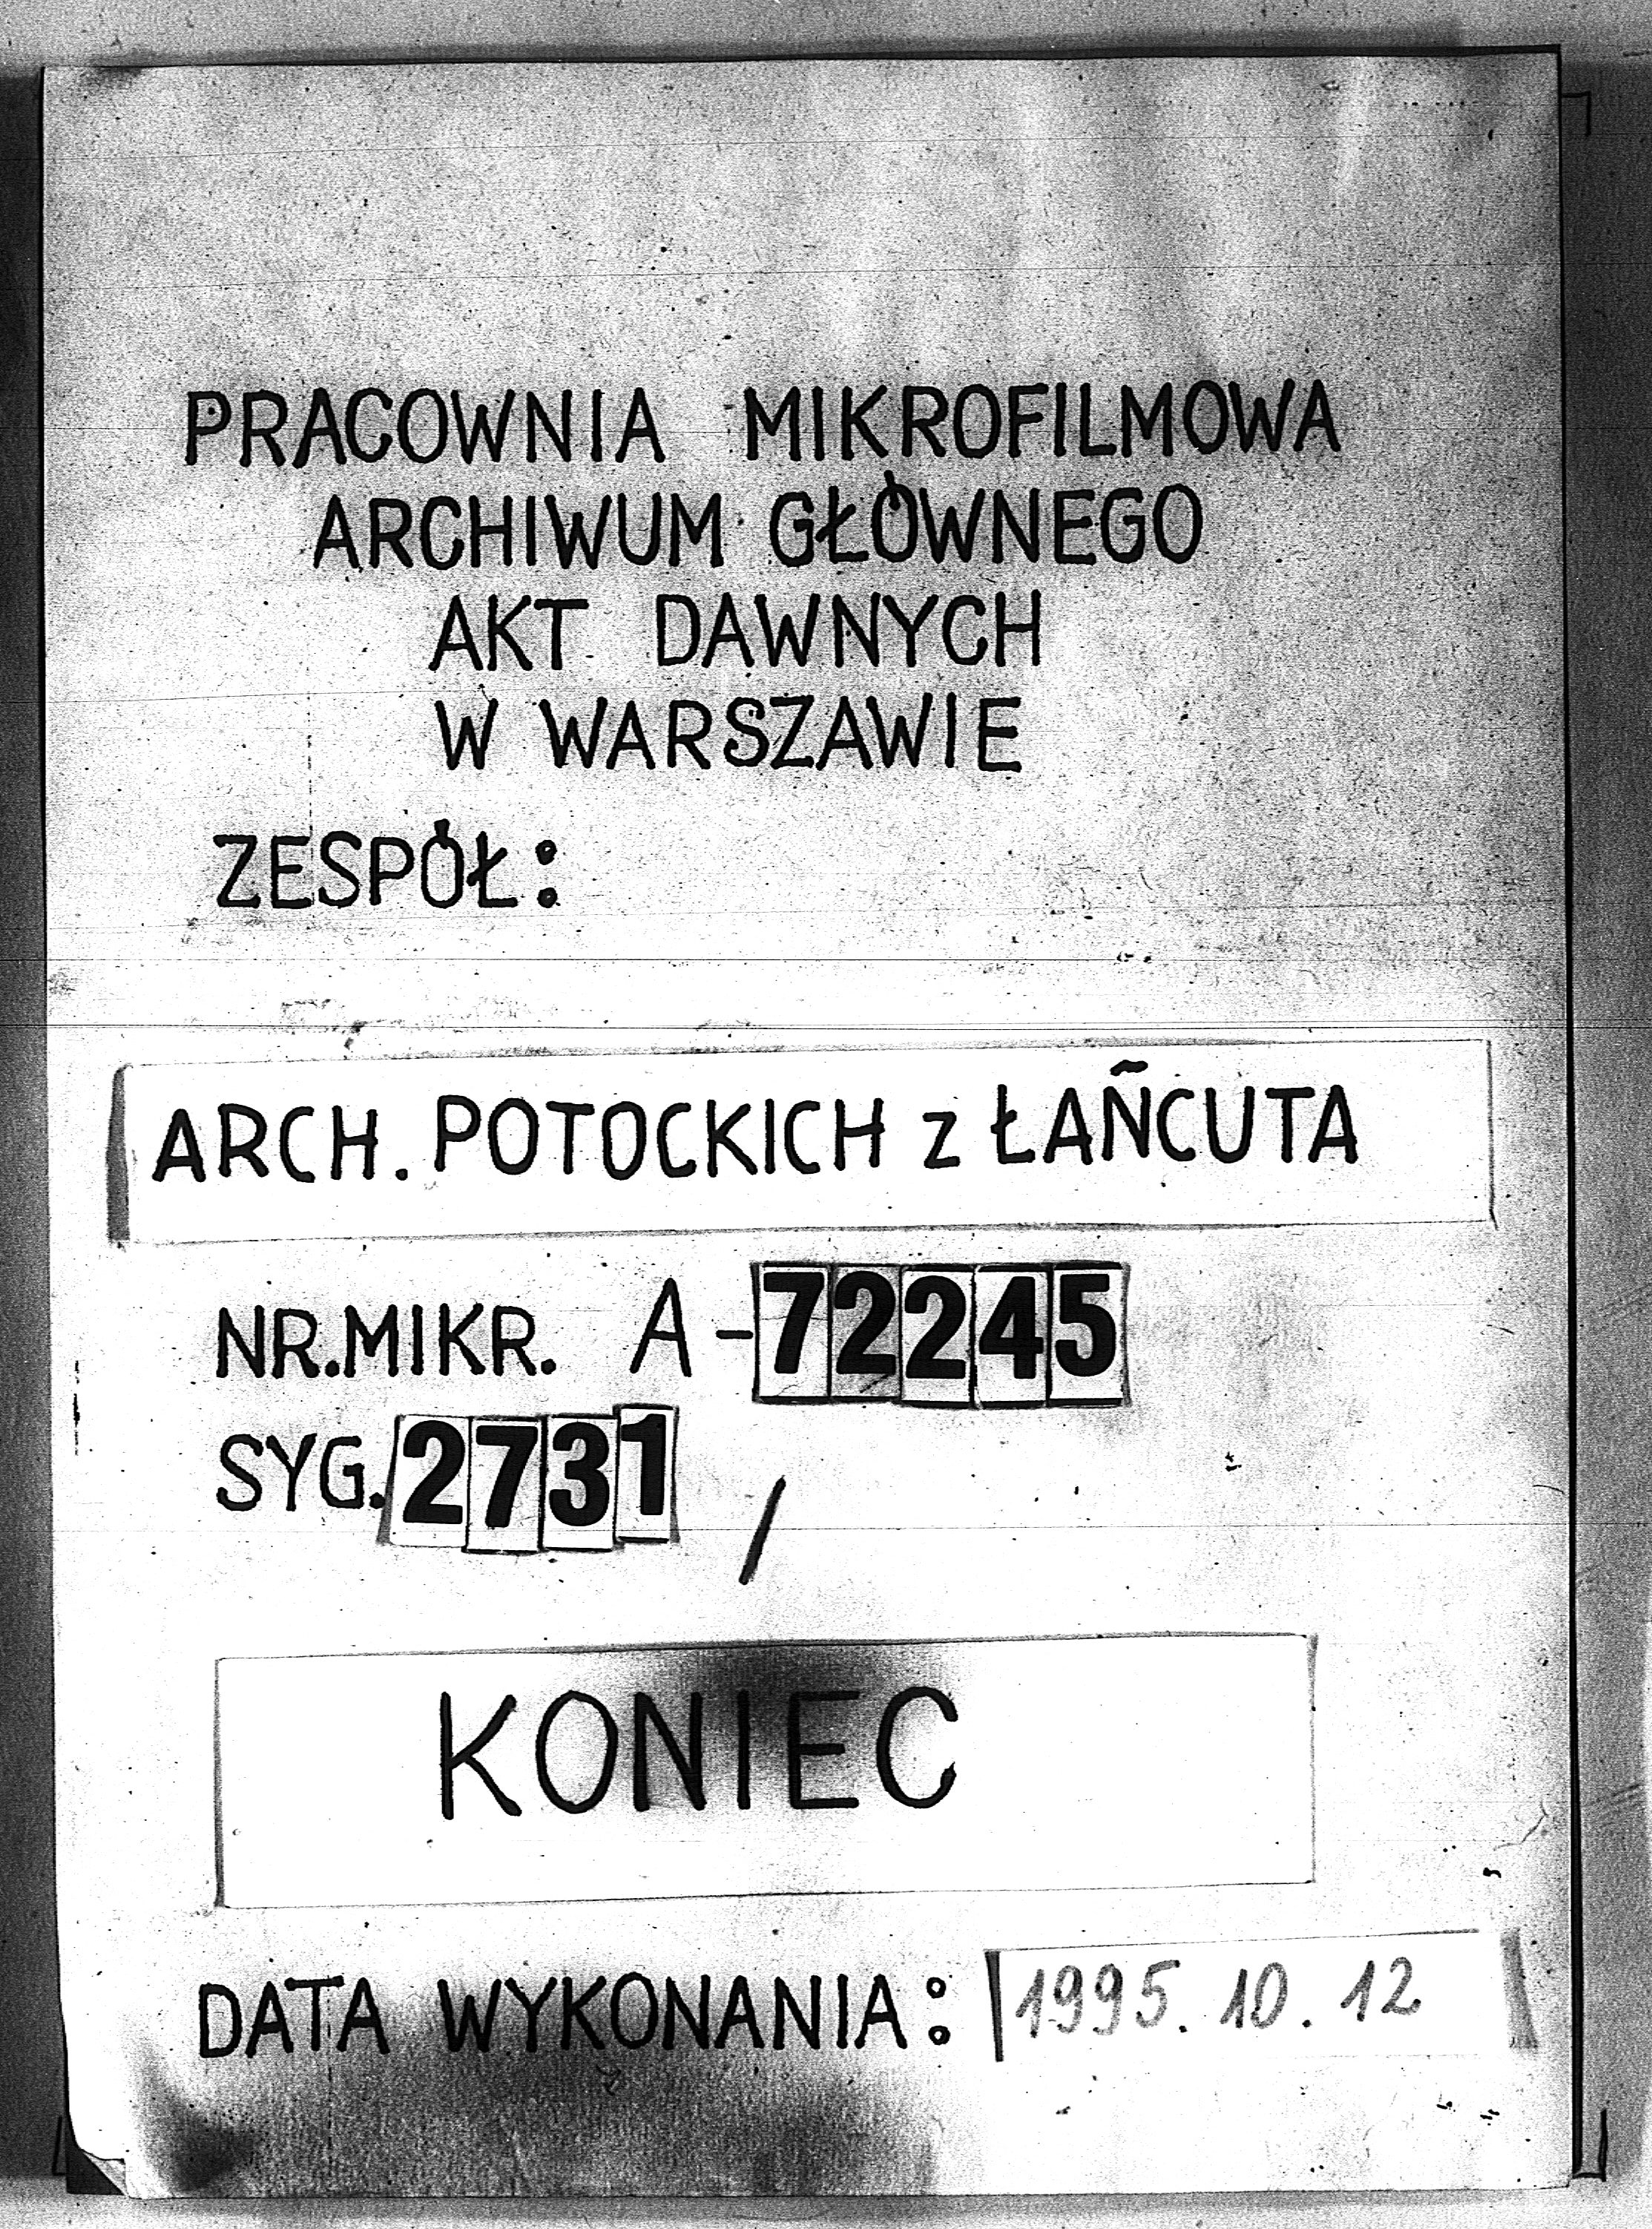 PRACOWNIA MIKROFILMOWA
ARCHIWUM GŁÓWNEGO
AKT DAWNYCH
W WARSZAWIE
ZESPÓŁ:
ARCH. POTOCKICH z ŁAŃCUTA
NR.MIKR. A-72245
SYG. 2731 /
KONIEC
DATA WYKONANIA: 1995.10.12